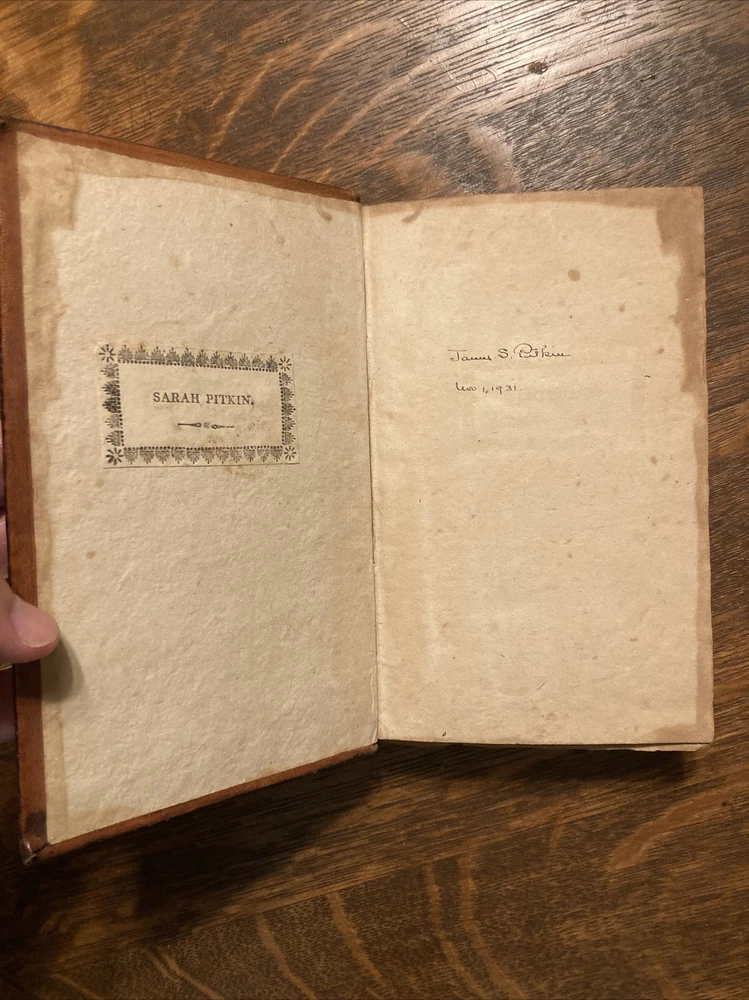 SARAH PITKIN.
James S. Pitkin
Nov 1, 1931.